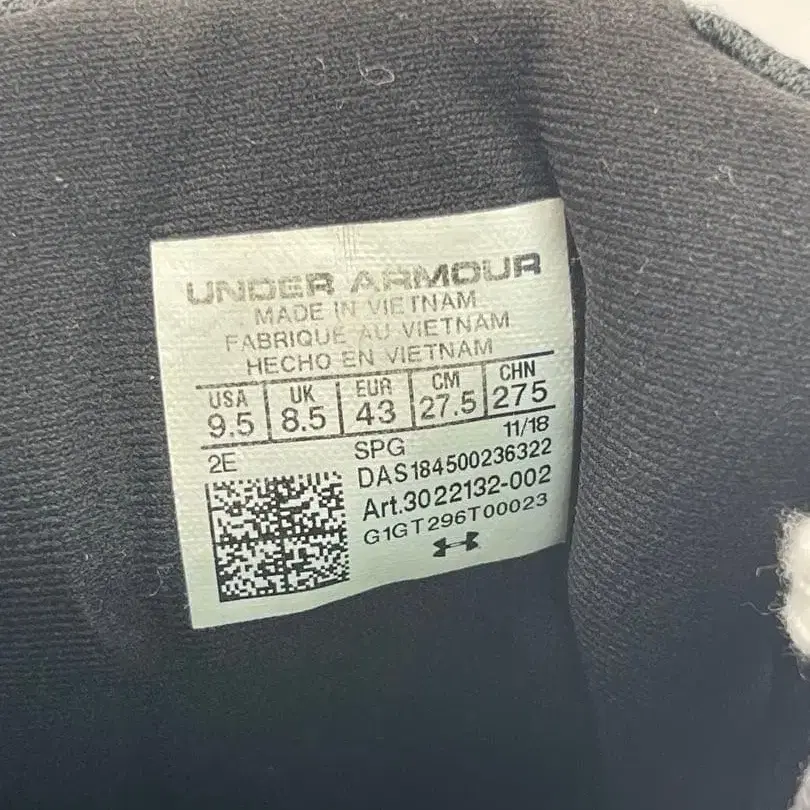 UNDER ARMOUR
MADE IN VIETNAM
FABRIQUE AU VIETNAM
HECHO EN VIETNAM
USA UK EUR CM CHN
9.5 8.5 43 27.5 275
2E SPG 11/18
DAS184500236322
Art.3022132-002
G1GT296T00023